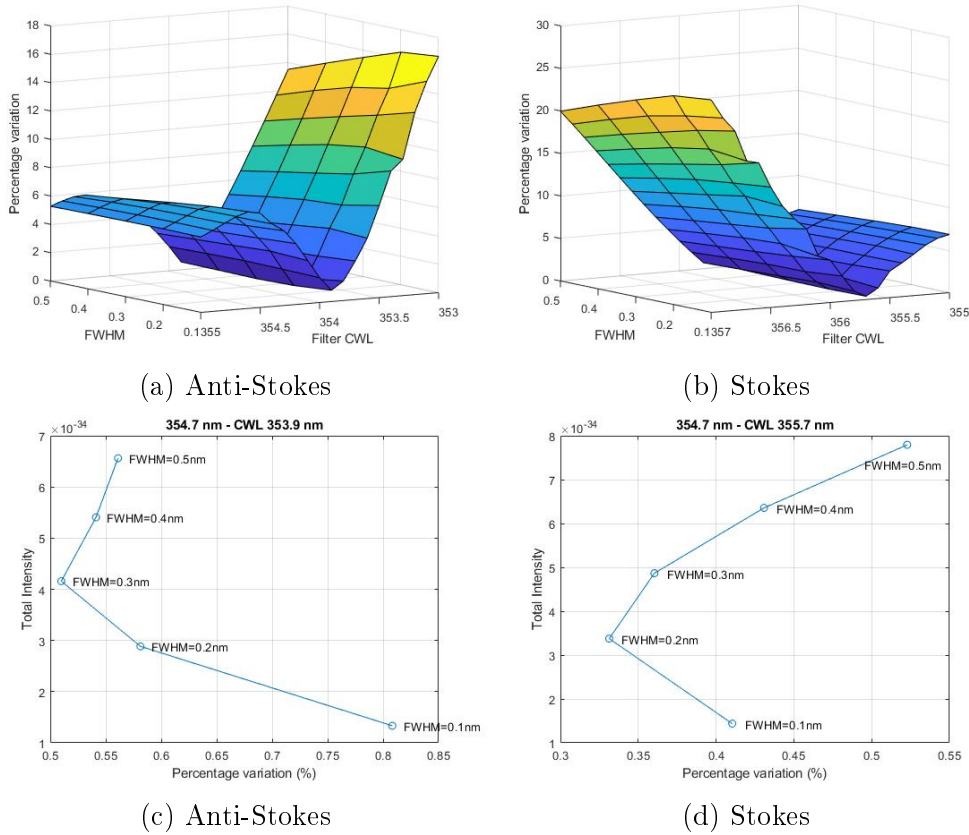 18
16
14
12
10
8
6
4
2
0
Percentage variation
0.5
0.4
0.3
0.2
0.1
FWHM
355
354.5
354
353.5
353
Filter CWL
(a) Anti-Stokes
30
25
20
15
10
5
0
Percentage variation
0.5
0.4
0.3
0.2
0.1
FWHM
357
356.5
356
355.5
355
Filter CWL
(b) Stokes
354.7 nm - CWL 353.9 nm
× 10^-34
7
6
5
4
3
2
1
Total Intensity
FWHM=0.5nm
FWHM=0.4nm
FWHM=0.3nm
FWHM=0.2nm
FWHM=0.1nm
0.5 0.55 0.6 0.65 0.7 0.75 0.8 0.85
Percentage variation (%)
(c) Anti-Stokes
354.7 nm - CWL 355.7 nm
× 10^-34
8
7
6
5
4
3
2
1
Total Intensity
FWHM=0.5nm
FWHM=0.4nm
FWHM=0.3nm
FWHM=0.2nm
FWHM=0.1nm
0.3 0.35 0.4 0.45 0.5 0.55
Percentage variation (%)
(d) Stokes